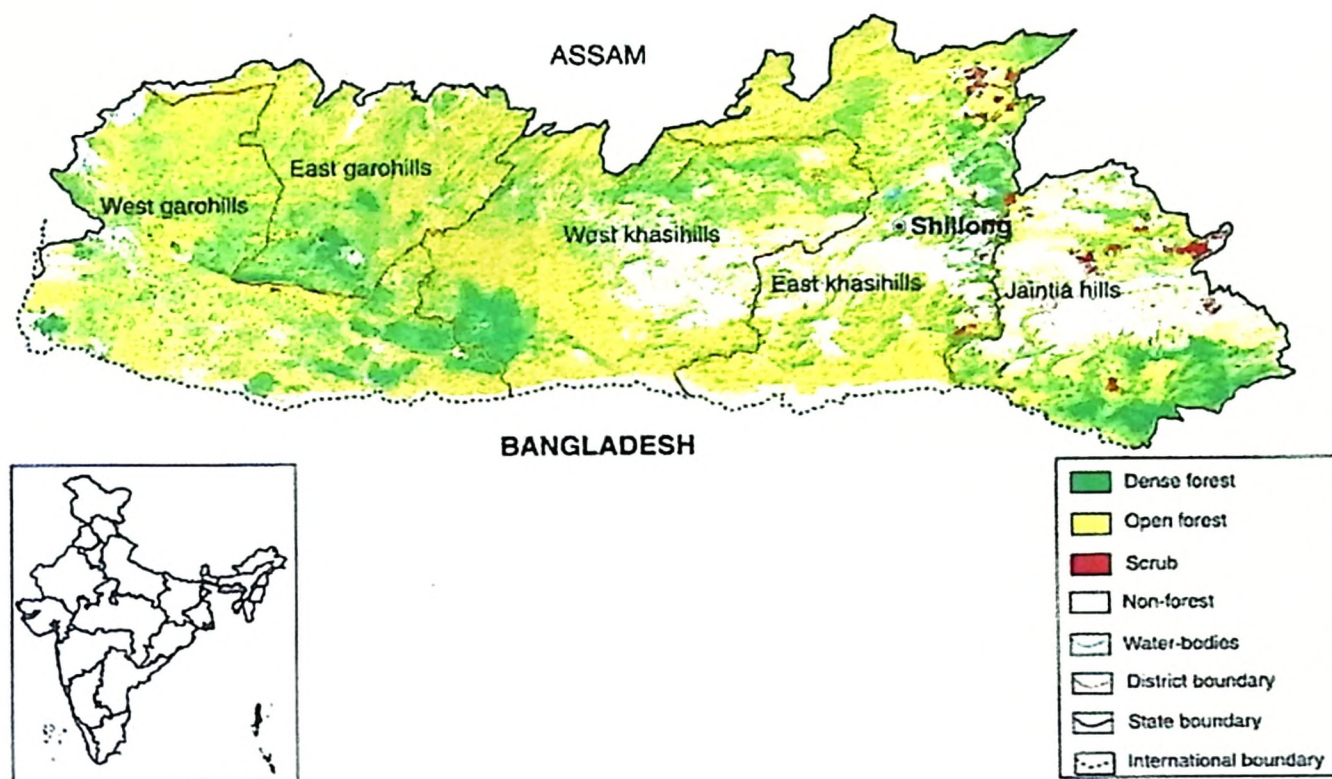 ASSAM
East garohills
West garohills
West khasihills
Shillong
East khasihills
Jaintia hills
BANGLADESH
Dense forest
Open forest
Scrub
Non-forest
Water-bodies
District boundary
State boundary
International boundary